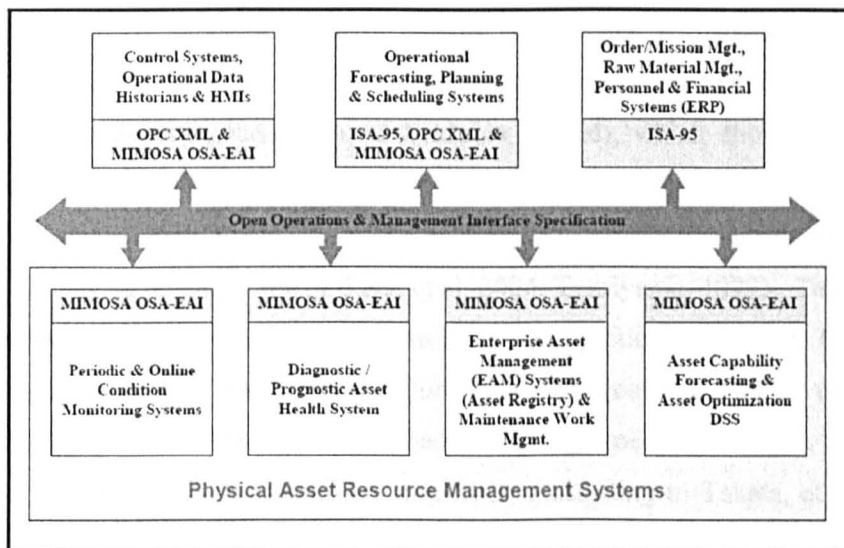 Control Systems,
Operational Data
Historians & HMIs
OPC XML &
MIMOSA OSA-EAI
Operational
Forecasting, Planning
& Scheduling Systems
ISA-95, OPC XML &
MIMOSA OSA-EAI
Order/Mission Mgt.,
Raw Material Mgt.,
Personnel & Financial
Systems (ERP)
ISA-95
Open Operations & Management Interface Specification
MIMOSA OSA-EAI
Periodic & Online
Condition
Monitoring Systems
MIMOSA OSA-EAI
Diagnostic /
Prognostic Asset
Health System
MIMOSA OSA-EAI
Enterprise Asset
Management
(EAM) Systems
(Asset Registry) &
Maintenance Work
Mgmt.
MIMOSA OSA-EAI
Asset Capability
Forecasting &
Asset Optimization
DSS
Physical Asset Resource Management Systems